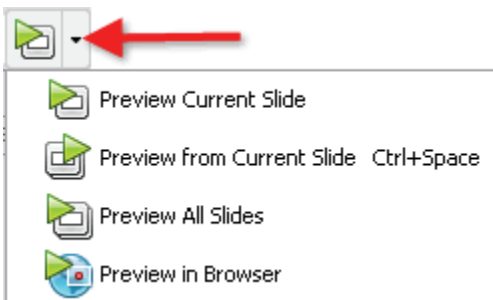 Preview Current Slide
Preview from Current Slide Ctrl+Space
Preview All Slides
Preview in Browser